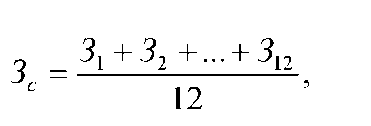 З_с = (З_1 + З_2 + ... + З_12) / 12 ,